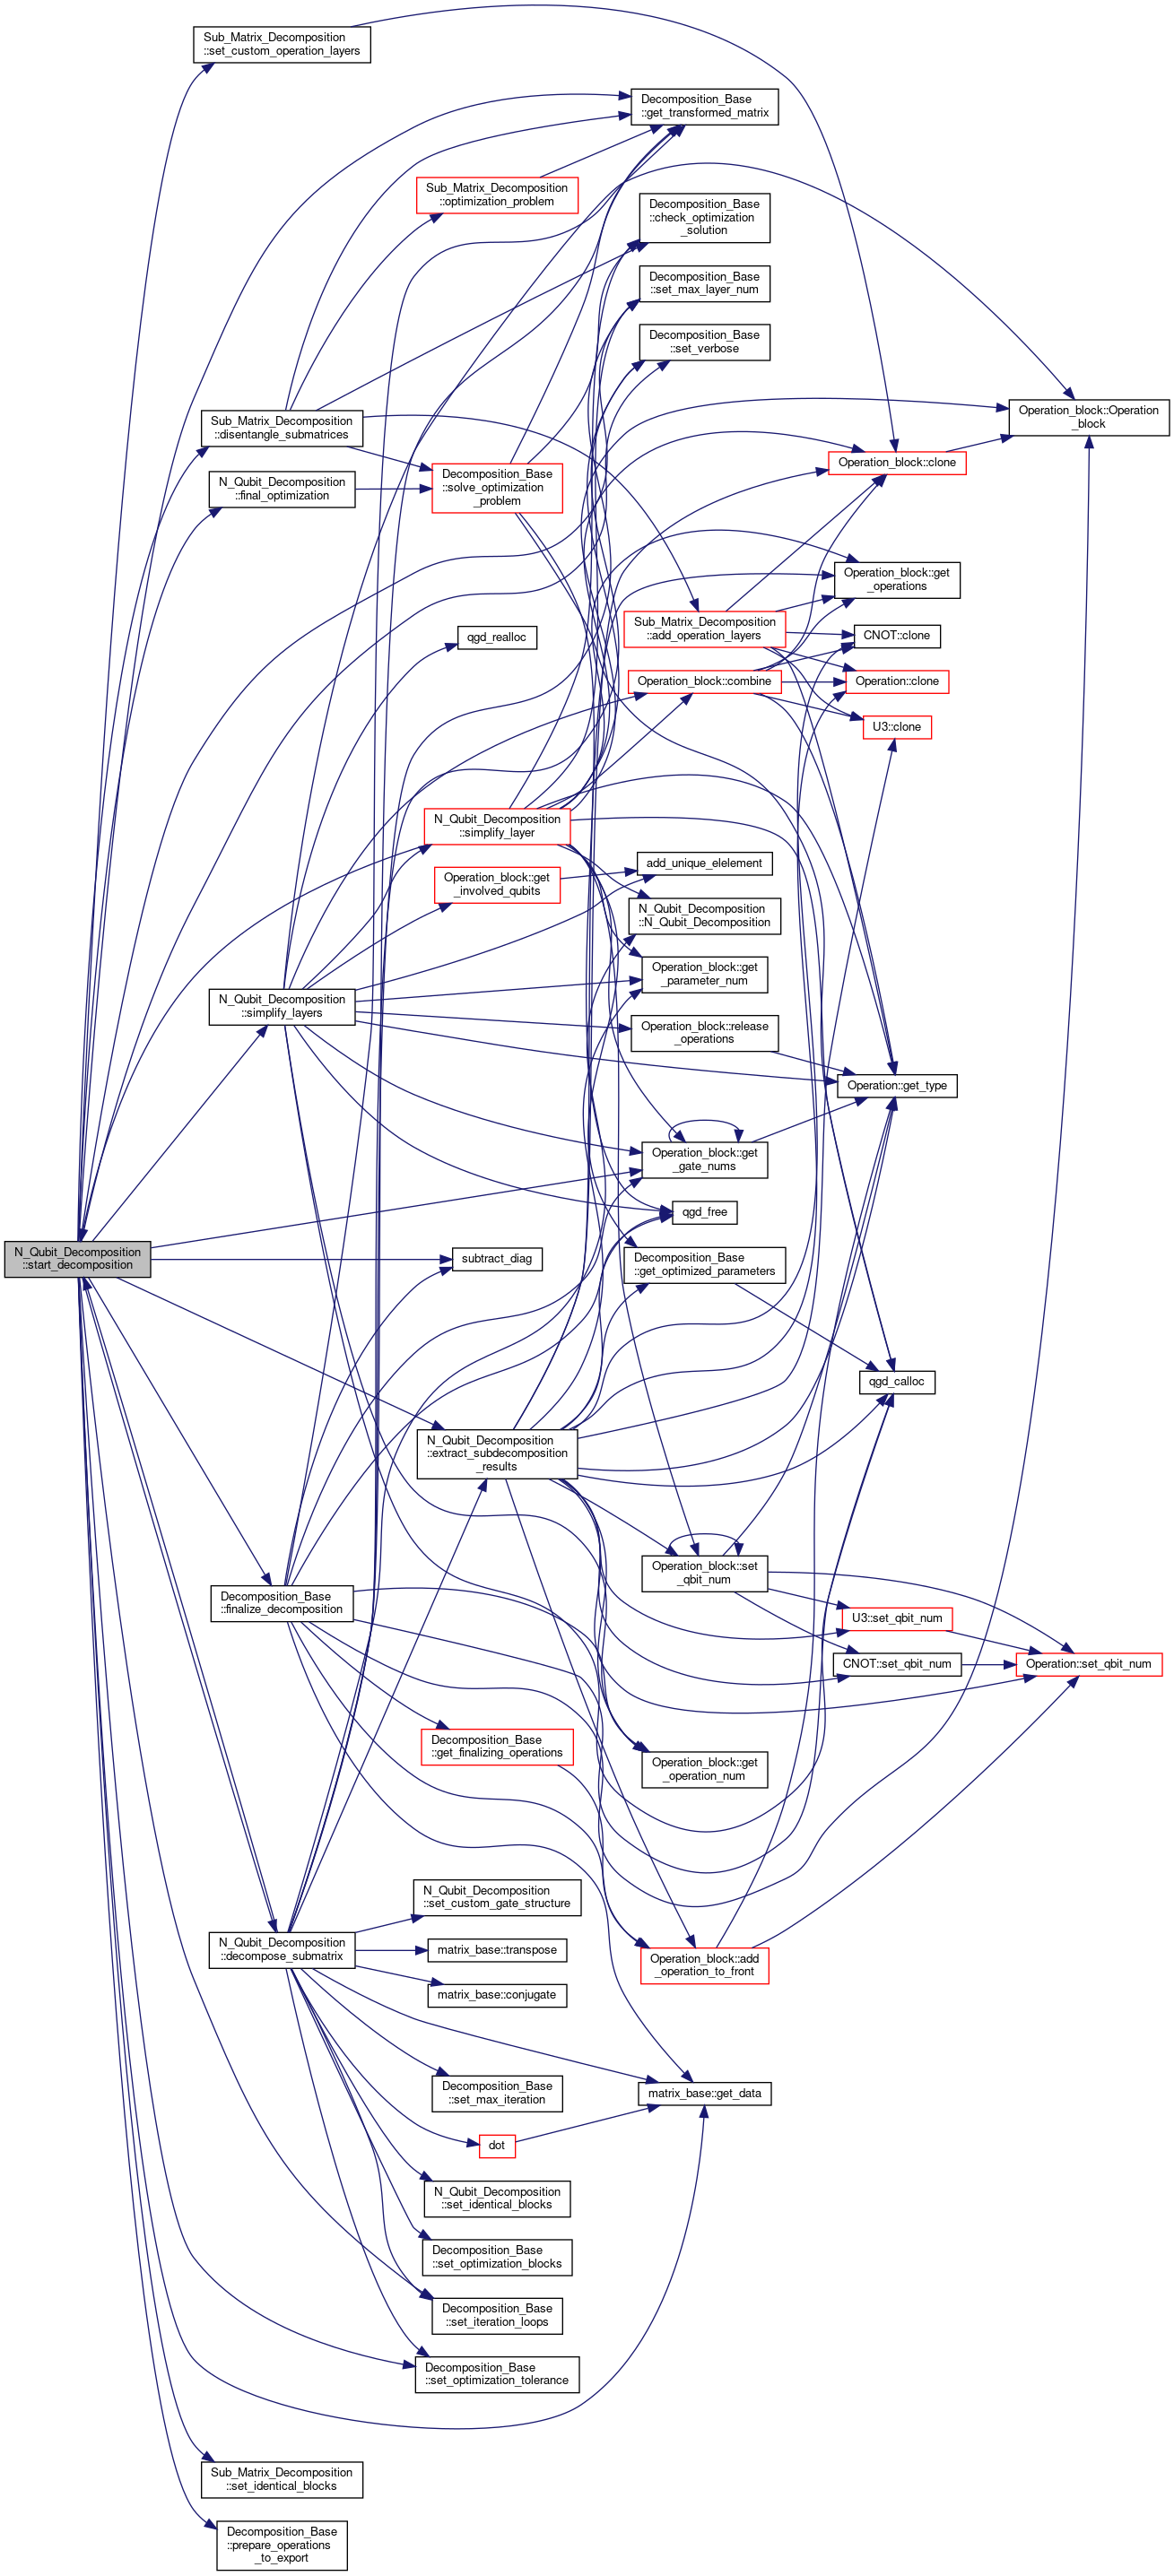 Sub_Matrix_Decomposition
::set_custom_operation_layers
Decomposition_Base
::get_transformed_matrix
Sub_Matrix_Decomposition
::optimization_problem
Decomposition_Base
::check_optimization
_solution
Decomposition_Base
::set_max_layer_num
Decomposition_Base
::set_verbose
Sub_Matrix_Decomposition
::disentangle_submatrices
Operation_block::Operation
_block
Operation_block::clone
N_Qubit_Decomposition
::final_optimization
Decomposition_Base
::solve_optimization
_problem
Operation_block::get
_operations
Sub_Matrix_Decomposition
::add_operation_layers
CNOT::clone
qgd_realloc
Operation_block::combine
Operation::clone
U3::clone
N_Qubit_Decomposition
::simplify_layer
add_unique_elelement
Operation_block::get
_involved_qubits
N_Qubit_Decomposition
::N_Qubit_Decomposition
Operation_block::get
_parameter_num
N_Qubit_Decomposition
::simplify_layers
Operation_block::release
_operations
Operation::get_type
Operation_block::get
_gate_nums
qgd_free
N_Qubit_Decomposition
::start_decomposition
subtract_diag
Decomposition_Base
::get_optimized_parameters
qgd_calloc
N_Qubit_Decomposition
::extract_subdecomposition
_results
Operation_block::set
_qbit_num
Decomposition_Base
::finalize_decomposition
U3::set_qbit_num
CNOT::set_qbit_num
Operation::set_qbit_num
Decomposition_Base
::get_finalizing_operations
Operation_block::get
_operation_num
N_Qubit_Decomposition
::set_custom_gate_structure
N_Qubit_Decomposition
::decompose_submatrix
matrix_base::transpose
Operation_block::add
_operation_to_front
matrix_base::conjugate
Decomposition_Base
::set_max_iteration
matrix_base::get_data
dot
N_Qubit_Decomposition
::set_identical_blocks
Decomposition_Base
::set_optimization_blocks
Decomposition_Base
::set_iteration_loops
Decomposition_Base
::set_optimization_tolerance
Sub_Matrix_Decomposition
::set_identical_blocks
Decomposition_Base
::prepare_operations
_to_export